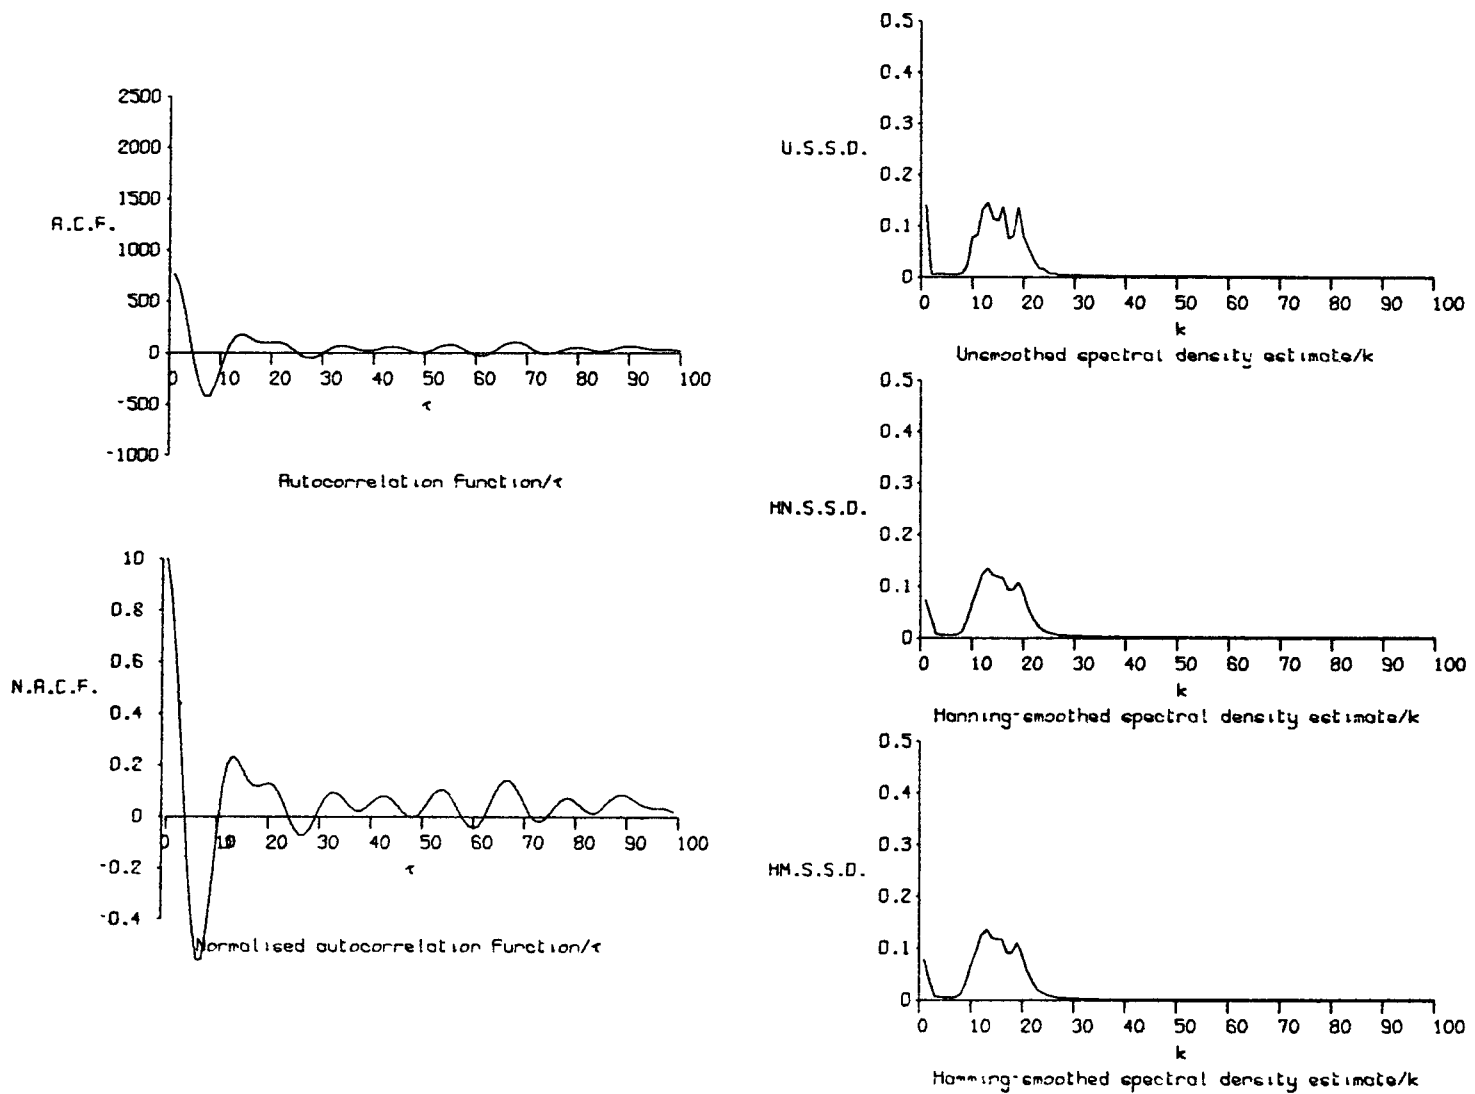 2500
2000
1500
A.C.F.
1000
500
0
0 10 20 30 40 50 60 70 80 90 100
-500
τ
-1000
Autocorrelation Function/τ
10
0.8
0.6
N.A.C.F.
0.4
0.2
0
0 10 20 30 40 50 60 70 80 90 100
-0.2
τ
-0.4
Normalised autocorrelation Function/τ
0.5
0.4
0.3
U.S.S.D.
0.2
0.1
0
0 10 20 30 40 50 60 70 80 90 100
k
Unsmoothed spectral density estimate/k
0.5
0.4
0.3
HN.S.S.D.
0.2
0.1
0
0 10 20 30 40 50 60 70 80 90 100
k
Hanning-smoothed spectral density estimate/k
0.5
0.4
0.3
HM.S.S.D.
0.2
0.1
0
0 10 20 30 40 50 60 70 80 90 100
k
Hamming-smoothed spectral density estimate/k